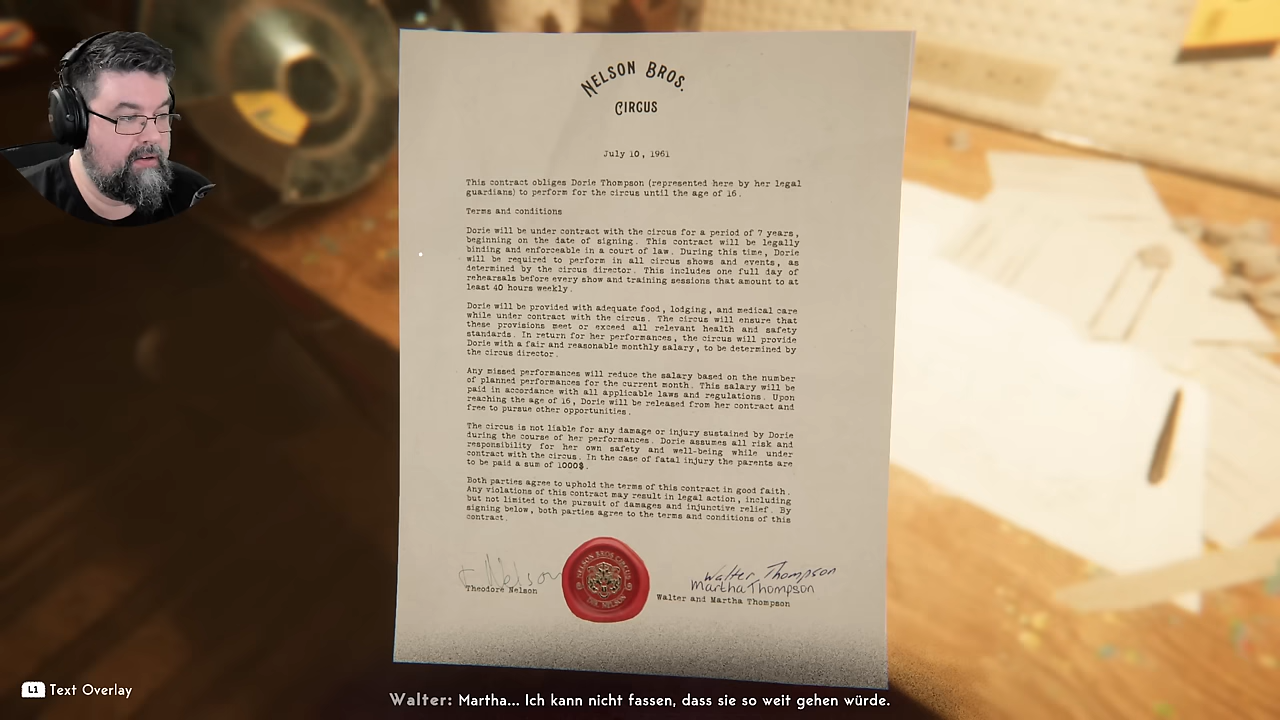 NELSON BROS.
CIRCUS
July 10, 1961
This contract obliges Dorie Thompson (represented here by her legal
guardians) to perform for the circus until the age of 16.
Terms and conditions
Dorie will be under contract with the circus for a period of 7 years,
beginning on the date of signing. This contract will be legally
binding and enforceable in a court of law. During this time, Dorie
will be required to perform in all circus shows and events, as
determined by the circus director. This includes one full day of
rehearsals before every show and training sessions that amount to at
least 40 hours weekly.
Dorie will be provided with adequate food, lodging, and medical care
while under contract with the circus. The circus will ensure that
these provisions meet or exceed all relevant health and safety
standards. In return for her performances, the circus will provide
Dorie with a fair and reasonable monthly salary, to be determined by
the circus director.
Any missed performances will reduce the salary based on the number
of planned performances for the current month. This salary will be
paid in accordance with all applicable laws and regulations. Upon
reaching the age of 16, Dorie will be released from her contract and
free to pursue other opportunities.
The circus is not liable for any damage or injury sustained by Dorie
during the course of her performances. Dorie assumes all risk and
responsibility for her own safety and well-being while under
contract with the circus. In the case of fatal injury the parents are
to be paid a sum of 1000$.
Both parties agree to uphold the terms of this contract in good faith.
Any violations of this contract may result in legal action, including
but not limited to the pursuit of damages and injunctive relief. By
signing below, both parties agree to the terms and conditions of this
contract.
Nelson
Theodore Nelson
NELSON BROS CIRCUS
Walter Thompson
Martha Thompson
Walter and Martha Thompson
L1 Text Overlay
Walter: Martha... Ich kann nicht fassen, dass sie so weit gehen würde.